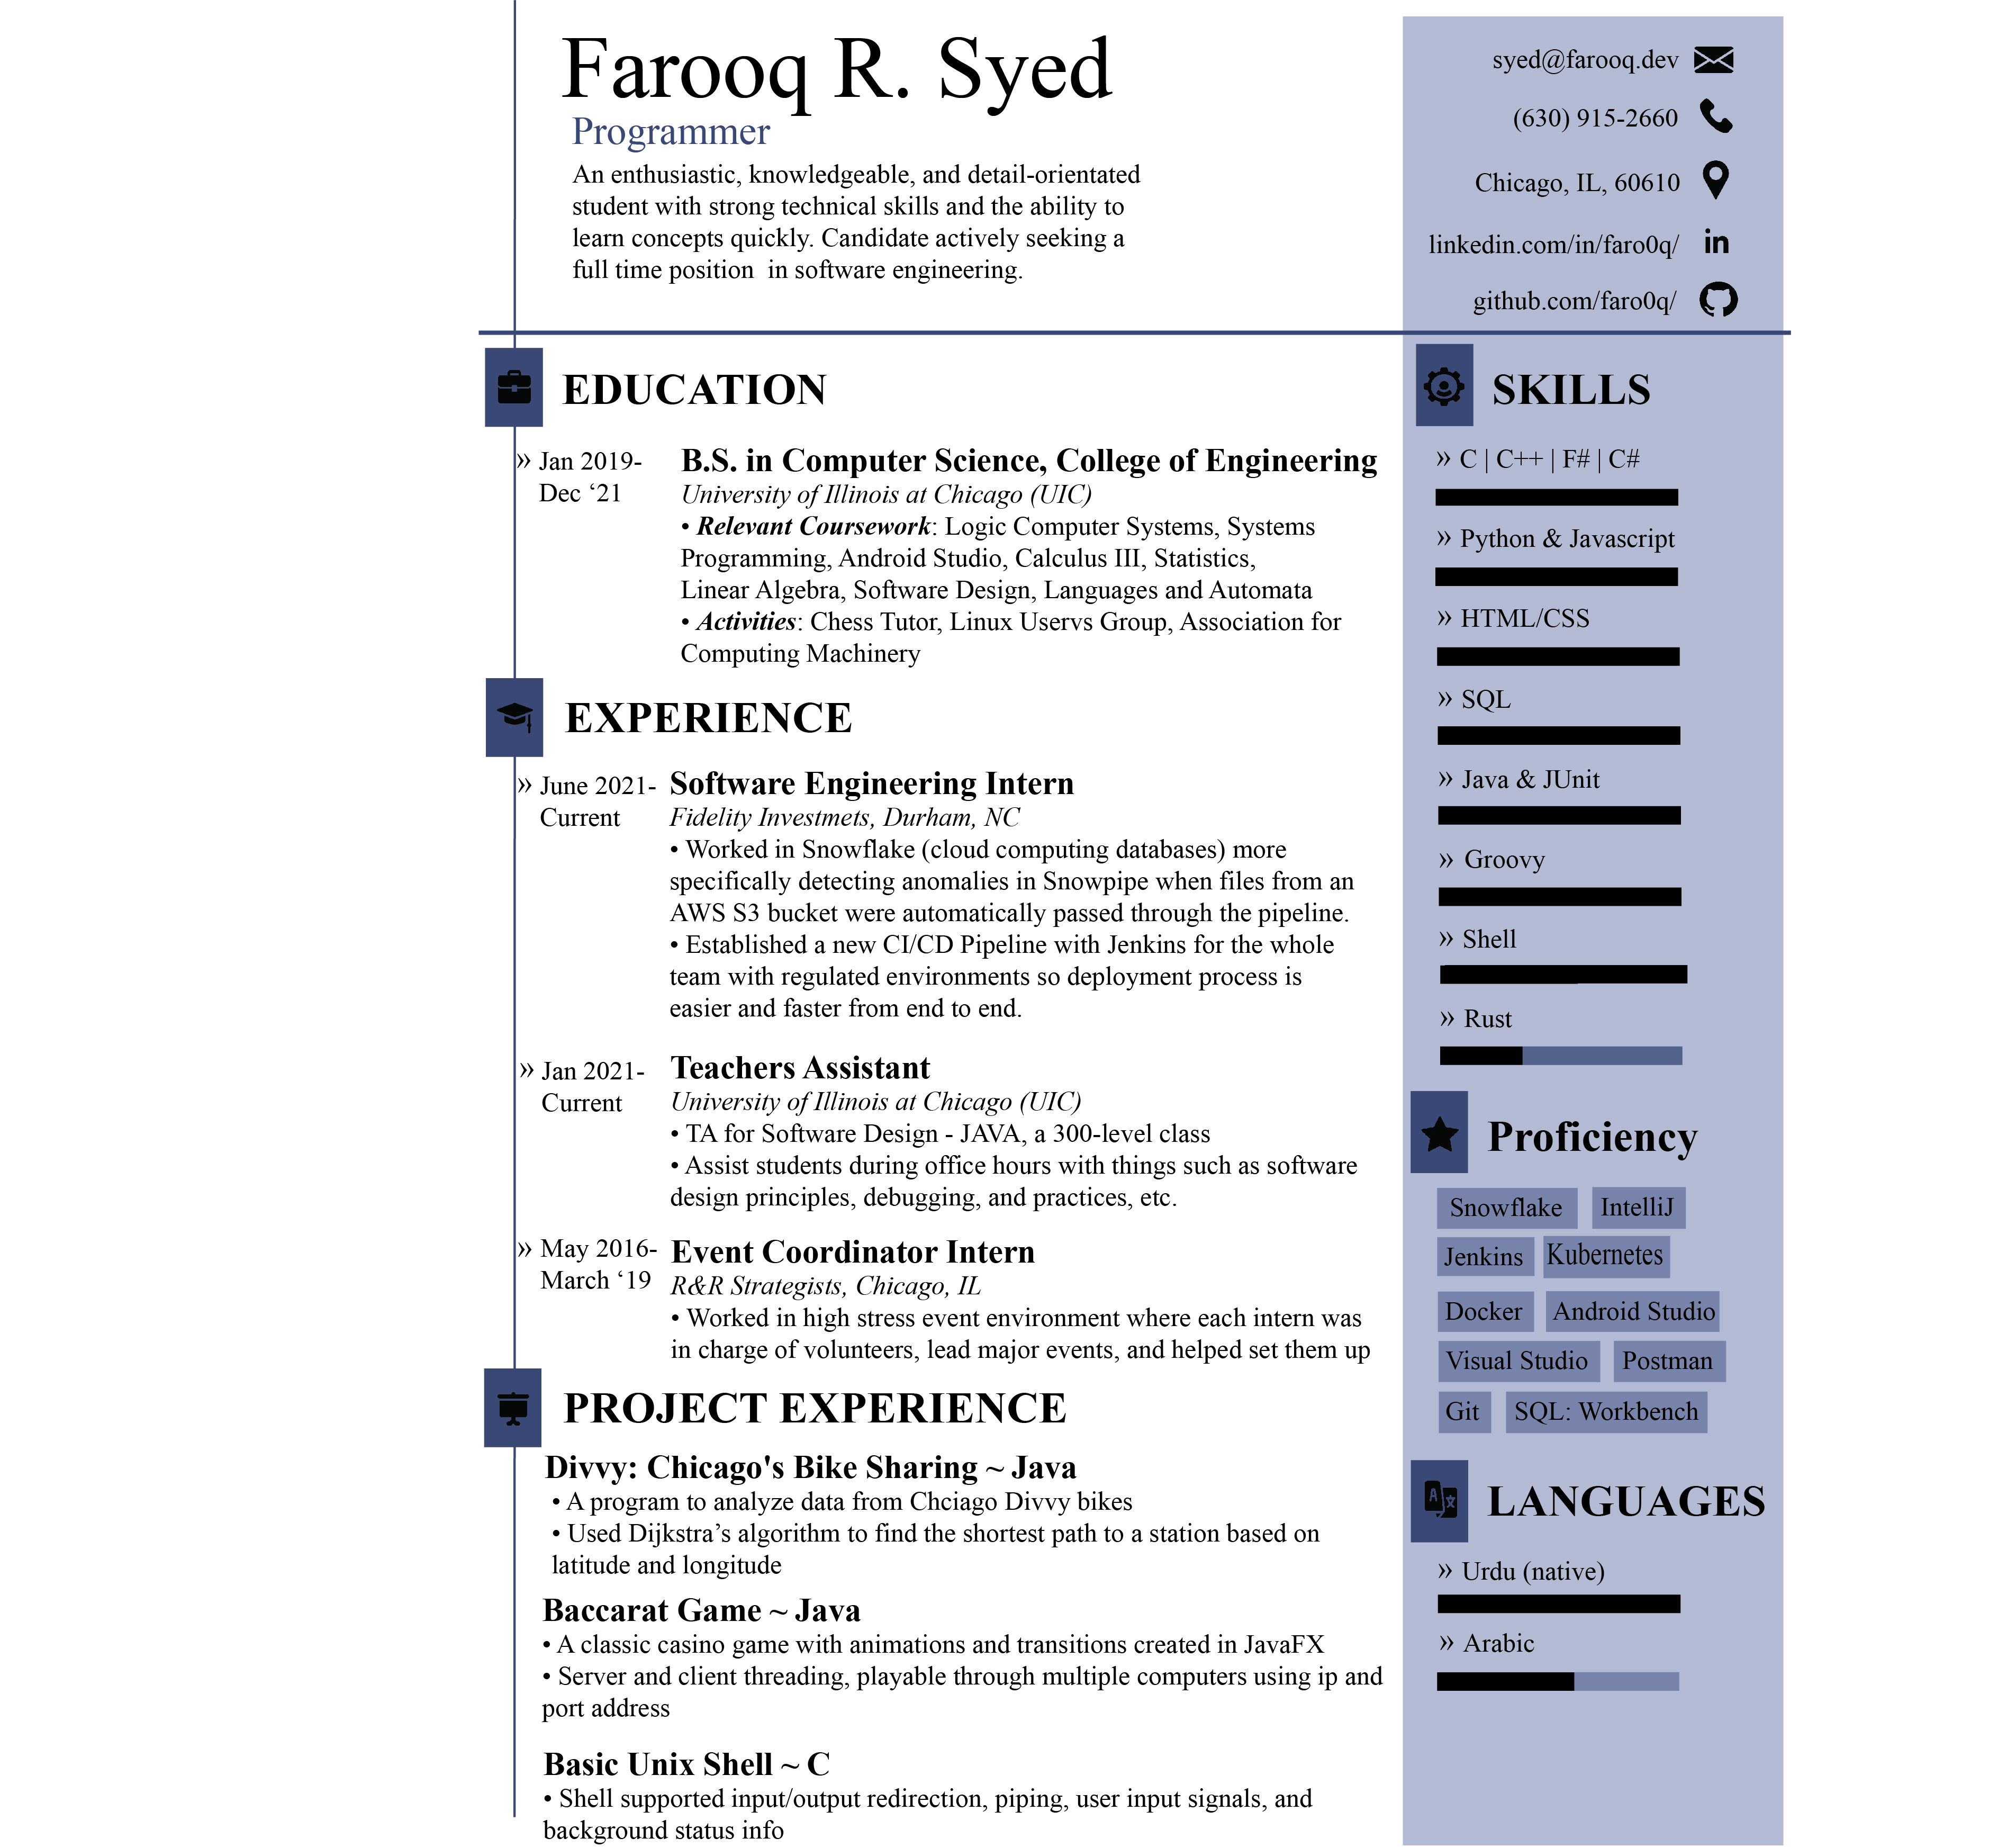 Farooq R. Syed
Programmer
An enthusiastic, knowledgeable, and detail-orientated
student with strong technical skills and the ability to
learn concepts quickly. Candidate actively seeking a
full time position  in software engineering.
syed@farooq.dev
(630) 915-2660
Chicago, IL, 60610
linkedin.com/in/faro0q/
in
github.com/faro0q/
EDUCATION
» Jan 2019-
Dec ‘21
B.S. in Computer Science, College of Engineering
University of Illinois at Chicago (UIC)
• Relevant Coursework: Logic Computer Systems, Systems
Programming, Android Studio, Calculus III, Statistics,
Linear Algebra, Software Design, Languages and Automata
• Activities: Chess Tutor, Linux Uservs Group, Association for
Computing Machinery
EXPERIENCE
» June 2021-
Current
Software Engineering Intern
Fidelity Investmets, Durham, NC
• Worked in Snowflake (cloud computing databases) more
specifically detecting anomalies in Snowpipe when files from an
AWS S3 bucket were automatically passed through the pipeline.
• Established a new CI/CD Pipeline with Jenkins for the whole
team with regulated environments so deployment process is
easier and faster from end to end.
» Jan 2021-
Current
Teachers Assistant
University of Illinois at Chicago (UIC)
• TA for Software Design - JAVA, a 300-level class
• Assist students during office hours with things such as software
design principles, debugging, and practices, etc.
» May 2016-
March ‘19
Event Coordinator Intern
R&R Strategists, Chicago, IL
• Worked in high stress event environment where each intern was
in charge of volunteers, lead major events, and helped set them up
PROJECT EXPERIENCE
Divvy: Chicago's Bike Sharing ~ Java
• A program to analyze data from Chciago Divvy bikes
• Used Dijkstra’s algorithm to find the shortest path to a station based on
latitude and longitude
Baccarat Game ~ Java
• A classic casino game with animations and transitions created in JavaFX
• Server and client threading, playable through multiple computers using ip and
port address
Basic Unix Shell ~ C
• Shell supported input/output redirection, piping, user input signals, and
background status info
SKILLS
» C | C++ | F# | C#
» Python & Javascript
» HTML/CSS
» SQL
» Java & JUnit
» Groovy
» Shell
» Rust
Proficiency
Snowflake IntelliJ
Jenkins Kubernetes
Docker Android Studio
Visual Studio Postman
Git SQL: Workbench
A 文
LANGUAGES
» Urdu (native)
» Arabic